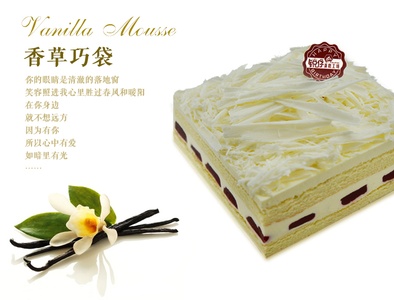 Vanilla Mousse
香草巧袋
你的眼睛是清澈的落地窗
笑容照进我心里胜过春风和暖阳
在你身边
就不想远方
因为有你
所以心中有爱
如暗里有光
……